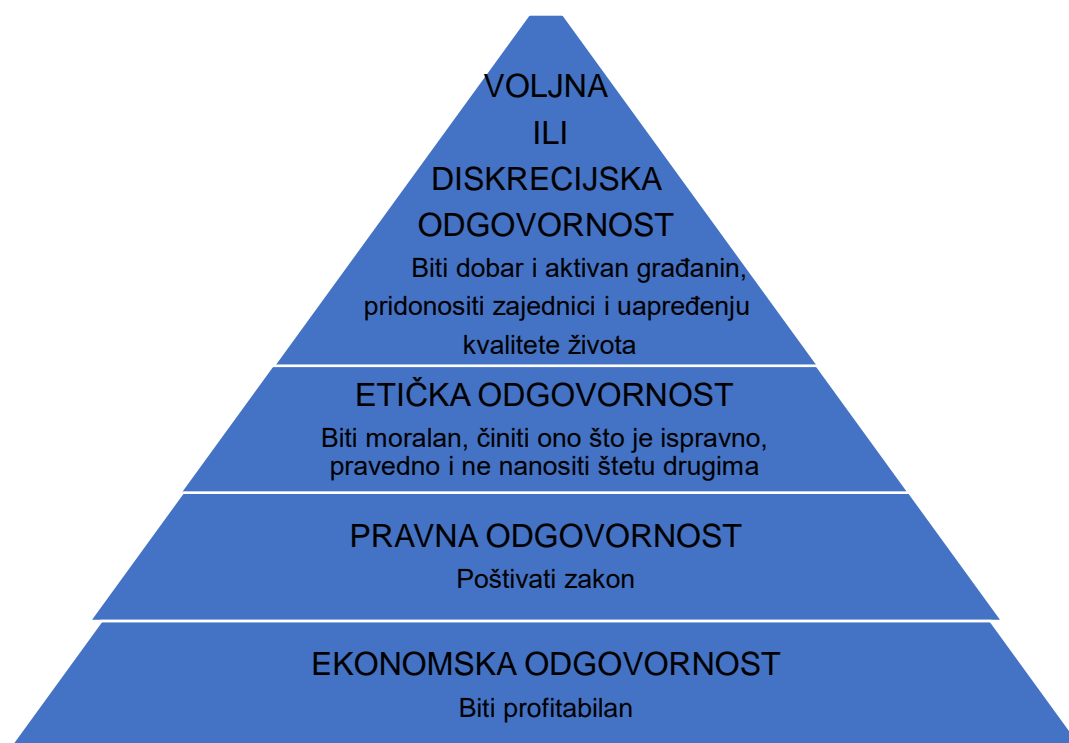 VOLJNA
ILI
DISKRECIJSKA
ODGOVORNOST
Biti dobar i aktivan građanin,
pridonositi zajednici i uapređenju
kvalitete života
ETIČKA ODGOVORNOST
Biti moralan, činiti ono što je ispravno,
pravedno i ne nanositi štetu drugima
PRAVNA ODGOVORNOST
Poštivati zakon
EKONOMSKA ODGOVORNOST
Biti profitabilan